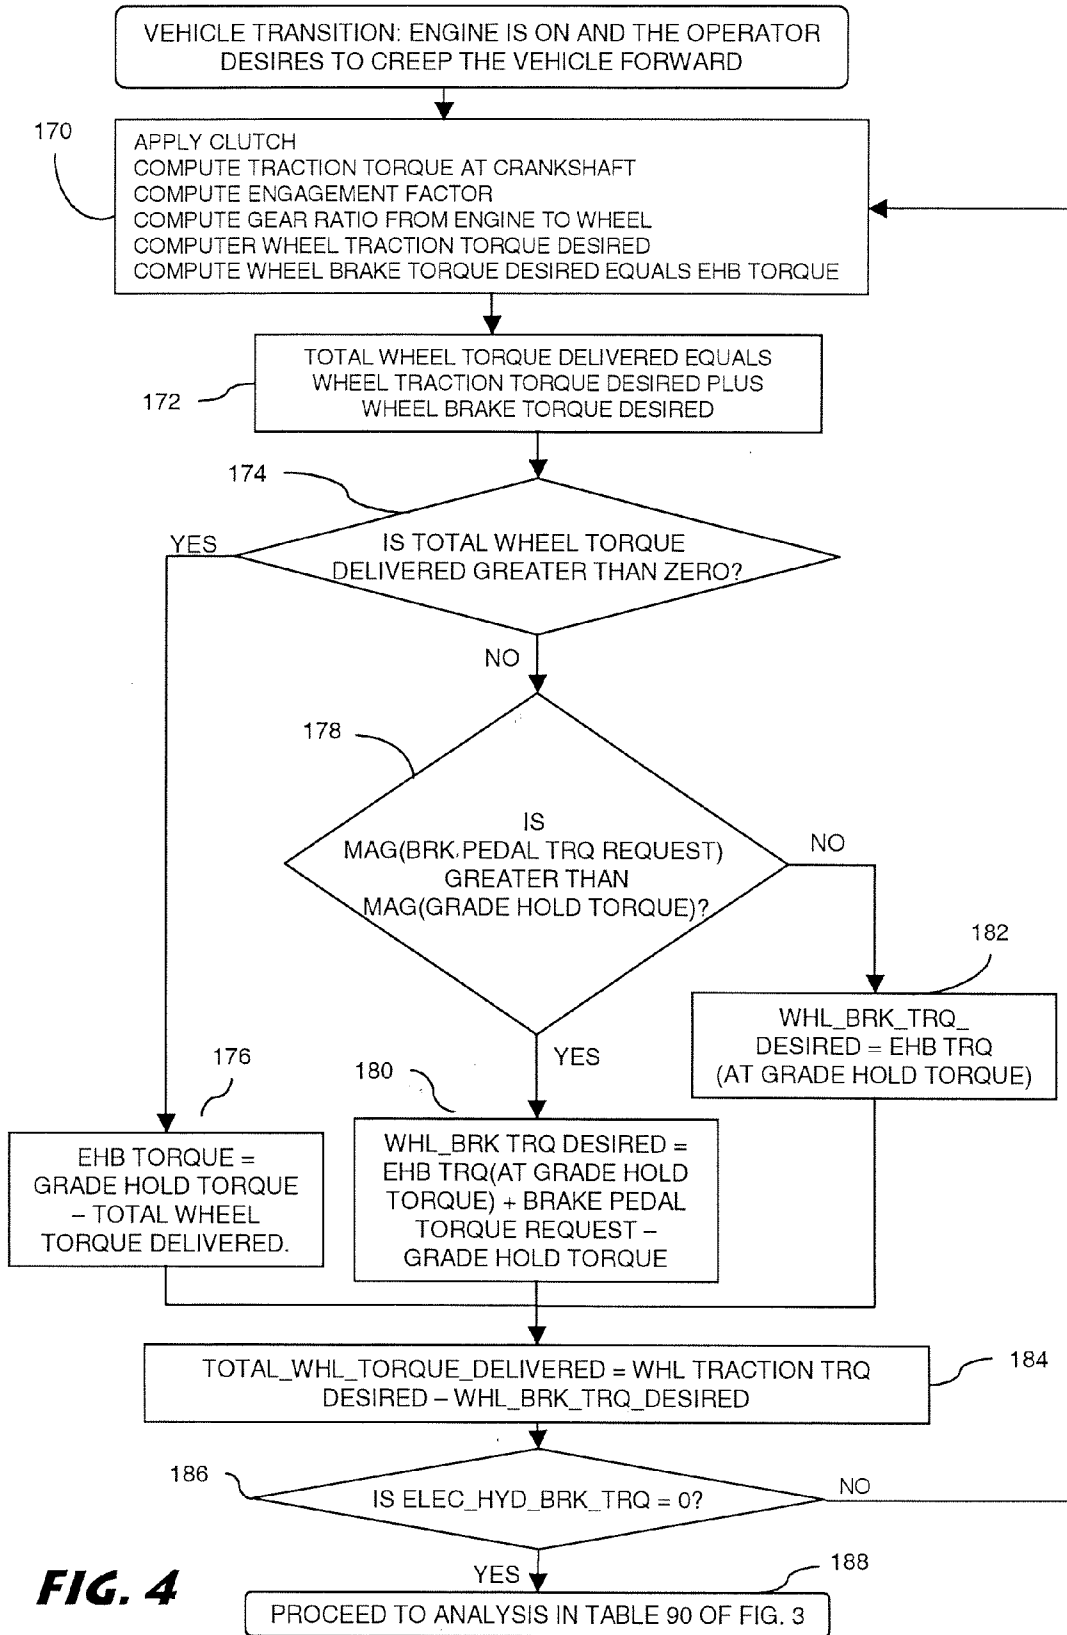 VEHICLE TRANSITION: ENGINE IS ON AND THE OPERATOR
DESIRES TO CREEP THE VEHICLE FORWARD
170
APPLY CLUTCH
COMPUTE TRACTION TORQUE AT CRANKSHAFT
COMPUTE ENGAGEMENT FACTOR
COMPUTE GEAR RATIO FROM ENGINE TO WHEEL
COMPUTER WHEEL TRACTION TORQUE DESIRED
COMPUTE WHEEL BRAKE TORQUE DESIRED EQUALS EHB TORQUE
172
TOTAL WHEEL TORQUE DELIVERED EQUALS
WHEEL TRACTION TORQUE DESIRED PLUS
WHEEL BRAKE TORQUE DESIRED
174
YES
IS TOTAL WHEEL TORQUE
DELIVERED GREATER THAN ZERO?
NO
178
IS
MAG(BRK PEDAL TRQ REQUEST)
GREATER THAN
MAG(GRADE HOLD TORQUE)?
NO
YES
182
WHL_BRK_TRQ_
DESIRED = EHB TRQ
(AT GRADE HOLD TORQUE)
176
EHB TORQUE =
GRADE HOLD TORQUE
– TOTAL WHEEL
TORQUE DELIVERED.
180
WHL_BRK TRQ DESIRED =
EHB TRQ(AT GRADE HOLD
TORQUE) + BRAKE PEDAL
TORQUE REQUEST –
GRADE HOLD TORQUE
TOTAL_WHL_TORQUE_DELIVERED = WHL TRACTION TRQ
DESIRED – WHL_BRK_TRQ_DESIRED
184
186
IS ELEC_HYD_BRK_TRQ = 0?
NO
YES
188
PROCEED TO ANALYSIS IN TABLE 90 OF FIG. 3
FIG. 4